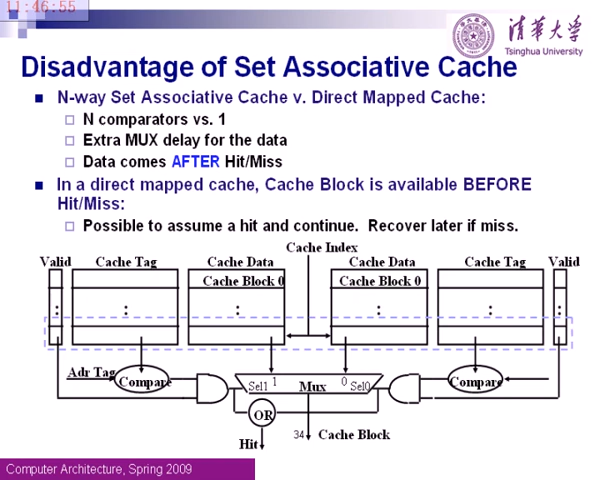 11:46:55
清华大学
Tsinghua University
Disadvantage of Set Associative Cache
N-way Set Associative Cache v. Direct Mapped Cache:
N comparators vs. 1
Extra MUX delay for the data
Data comes AFTER Hit/Miss
In a direct mapped cache, Cache Block is available BEFORE
Hit/Miss:
Possible to assume a hit and continue. Recover later if miss.
Cache Index
Valid Cache Tag Cache Data Cache Data Cache Tag Valid
Cache Block 0 Cache Block 0
: : : : : :
Adr Tag
Compare Sel1 1 Mux 0 Sel0 Compare
OR
Hit 34 Cache Block
Computer Architecture, Spring 2009